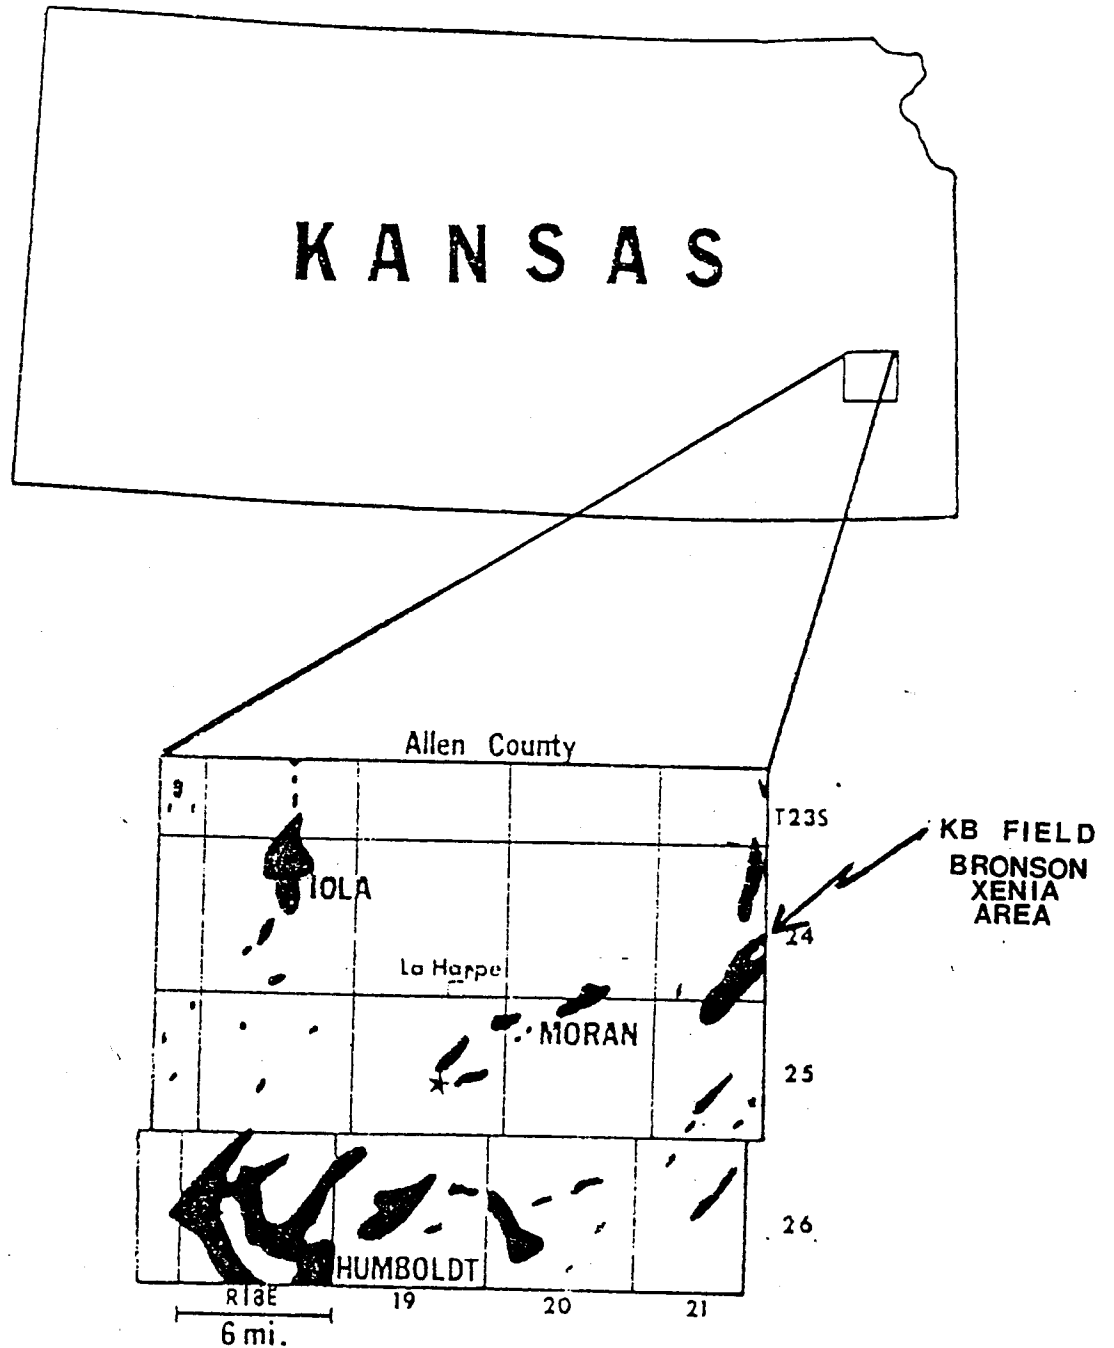 KANSAS
Allen County
T23S
KB FIELD
BRONSON
XENIA
AREA
IOLA
24
La Harpe
MORAN
25
26
HUMBOLDT
R18E
19
20
21
6 mi.